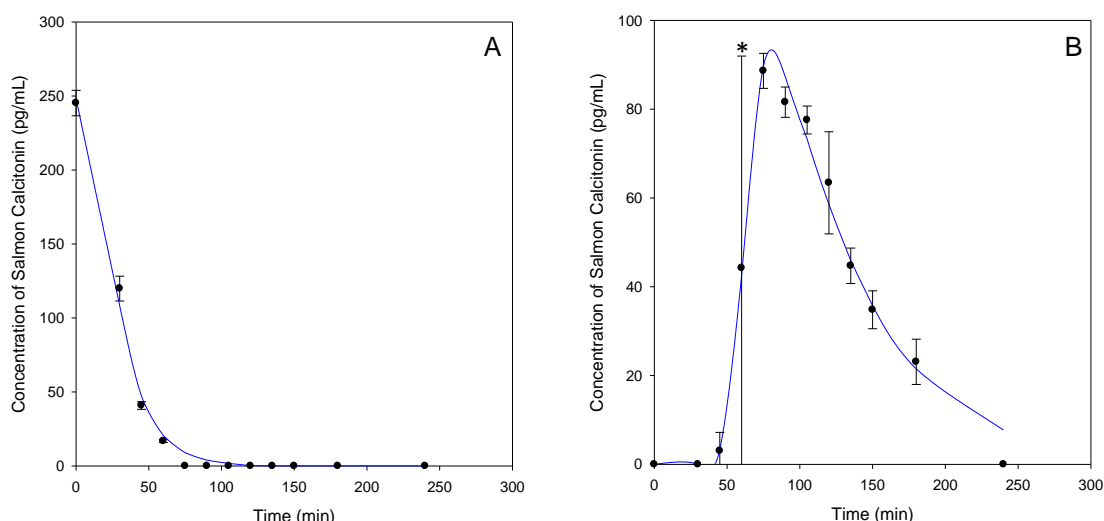 A
Concentration of Salmon Calcitonin (pg/mL)
300
250
200
150
100
50
0
0 50 100 150 200 250 300
Time (min)
B
*
Concentration of Salmon Calcitonin (pg/mL)
100
80
60
40
20
0
0 50 100 150 200 250 300
Time (min)